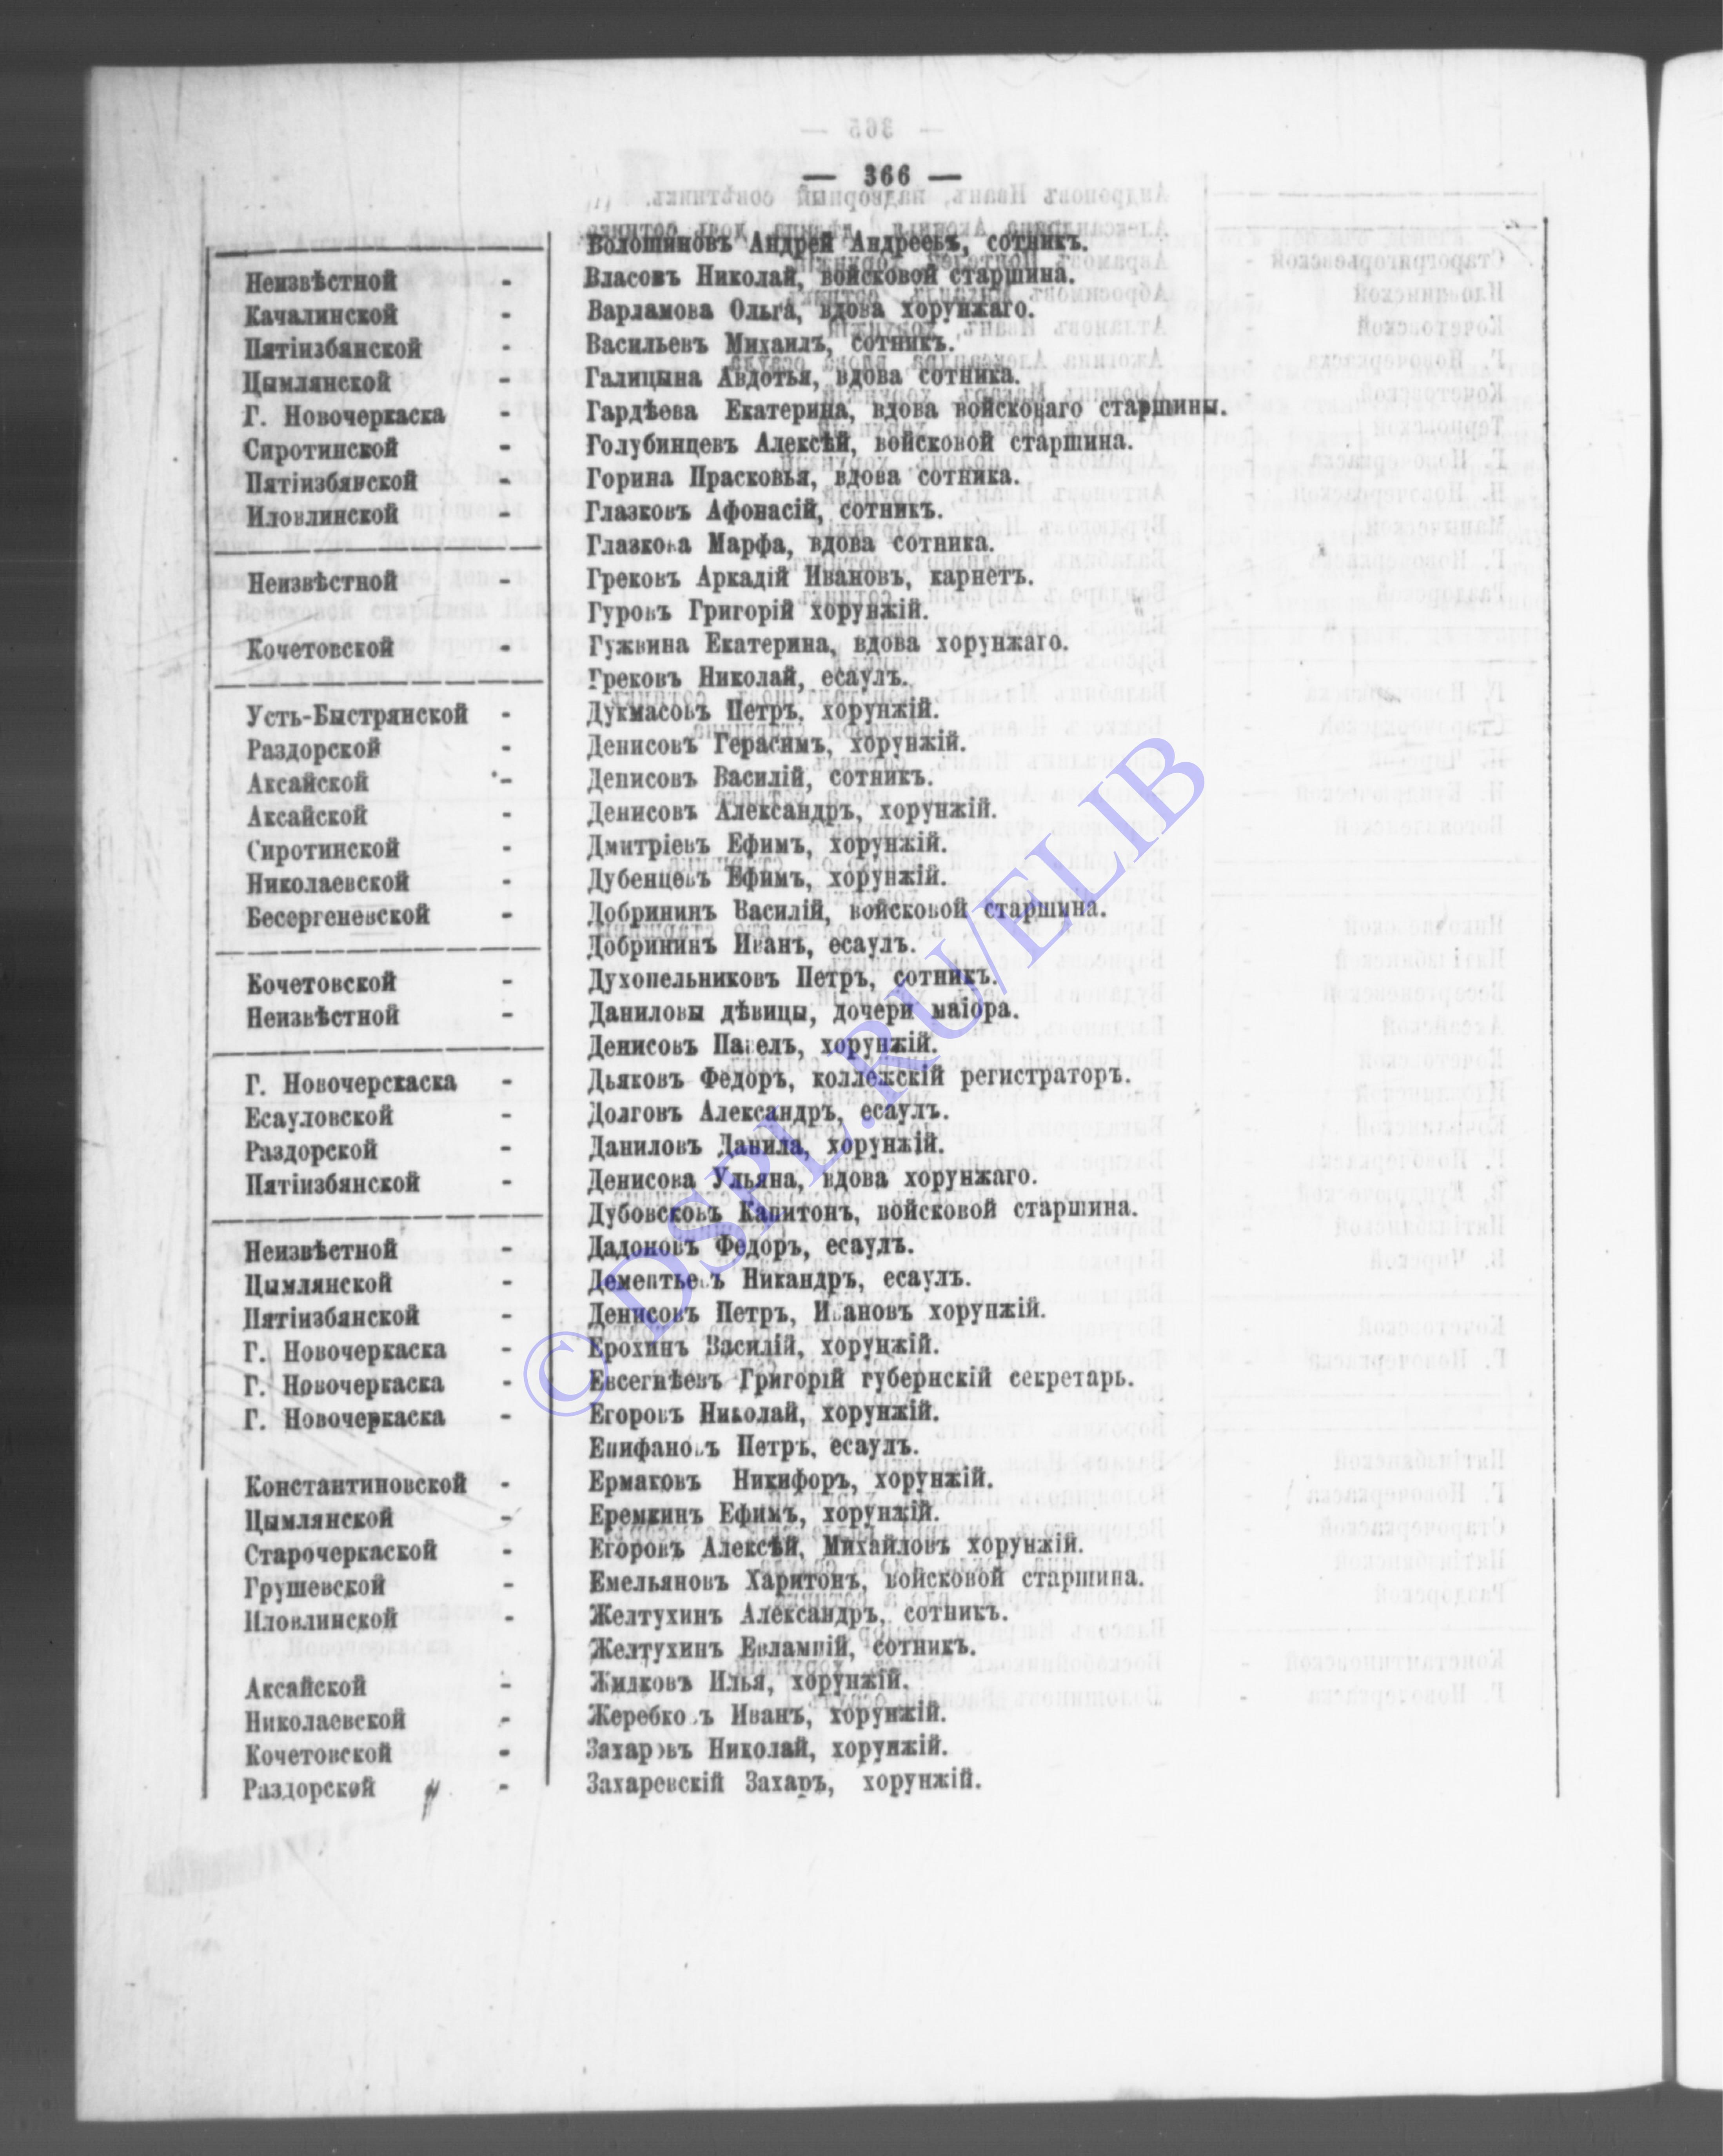 — 366 —
Волошиновъ Андрей Андреевъ, сотникъ.
Неизвѣстной - Власовъ Николай, войсковой старшина.
Качалинской - Варламова Ольга, вдова хорунжаго.
Пятіизбянской - Васильевъ Михаилъ, сотникъ.
Цымлянской - Галицына Авдотья, вдова сотника.
Г. Новочеркаска - Гардѣева Екатерина, вдова войсковаго старшины.
Сиротинской - Голубинцевъ Алексѣй, войсковой старшина.
Пятіизбянской - Горина Прасковья, вдова сотника.
Иловлинской - Глазковъ Афонасій, сотникъ.
Глазкова Марфа, вдова сотника.
Неизвѣстной - Грековъ Аркадій Ивановъ, карнетъ.
Гуровъ Григорій хорунжій.
Кочетовской - Гужвина Екатерина, вдова хорунжаго.
Грековъ Николай, есаулъ.
Усть-Быстрянской - Дукмасовъ Петръ, хорунжій.
Раздорской - Денисовъ Герасимъ, хорунжій.
Аксайской - Денисовъ Василій, сотникъ.
Аксайской - Денисовъ Александръ, хорунжій.
Сиротинской - Дмитріевъ Ефимъ, хорунжій.
Николаевской - Дубенцевъ Ефимъ, хорунжій.
Бесергеневской - Добрининъ Василій, войсковой старшина.
Добрининъ Иванъ, есаулъ.
Кочетовской - Духопельниковъ Петръ, сотникъ.
Неизвѣстной - Даниловы дѣвицы, дочери маіора.
Денисовъ Павелъ, хорунжій.
Г. Новочерскаска - Дьяковъ Федоръ, коллежскій регистраторъ.
Есауловской - Долговъ Александръ, есаулъ.
Раздорской - Даниловъ Данила, хорунжій.
Пятіизбянской - Денисова Ульяна, вдова хорунжаго.
Дубовсковъ Капитонъ, войсковой старшина.
Неизвѣстной - Дадоновъ Федоръ, есаулъ.
Цымлянской - Дементьевъ Никандръ, есаулъ.
Пятіизбянской - Денисовъ Петръ, Ивановъ хорунжій.
Г. Новочеркаска - Ерохинъ Василій, хорунжій.
Г. Новочеркаска - Евсегнѣевъ Григорій губернскій секретарь.
Г. Новочеркаска - Егоровъ Николай, хорунжій.
Епифановъ Петръ, есаулъ.
Константиновской - Ермаковъ Никифоръ, хорунжій.
Цымлянской - Еремкинъ Ефимъ, хорунжій.
Старочеркаской - Егоровъ Алексѣй, Михайловъ хорунжій.
Грушевской - Емельяновъ Харитонъ, войсковой старшина.
Иловлинской - Желтухинъ Александръ, сотникъ.
Желтухинъ Евлампій, сотникъ.
Аксайской - Жидковъ Илья, хорунжій.
Николаевской - Жеребковъ Иванъ, хорунжій.
Кочетовской - Захаровъ Николай, хорунжій.
Раздорской - Захаревскій Захаръ, хорунжій.
© DSPL.RU/ELIB